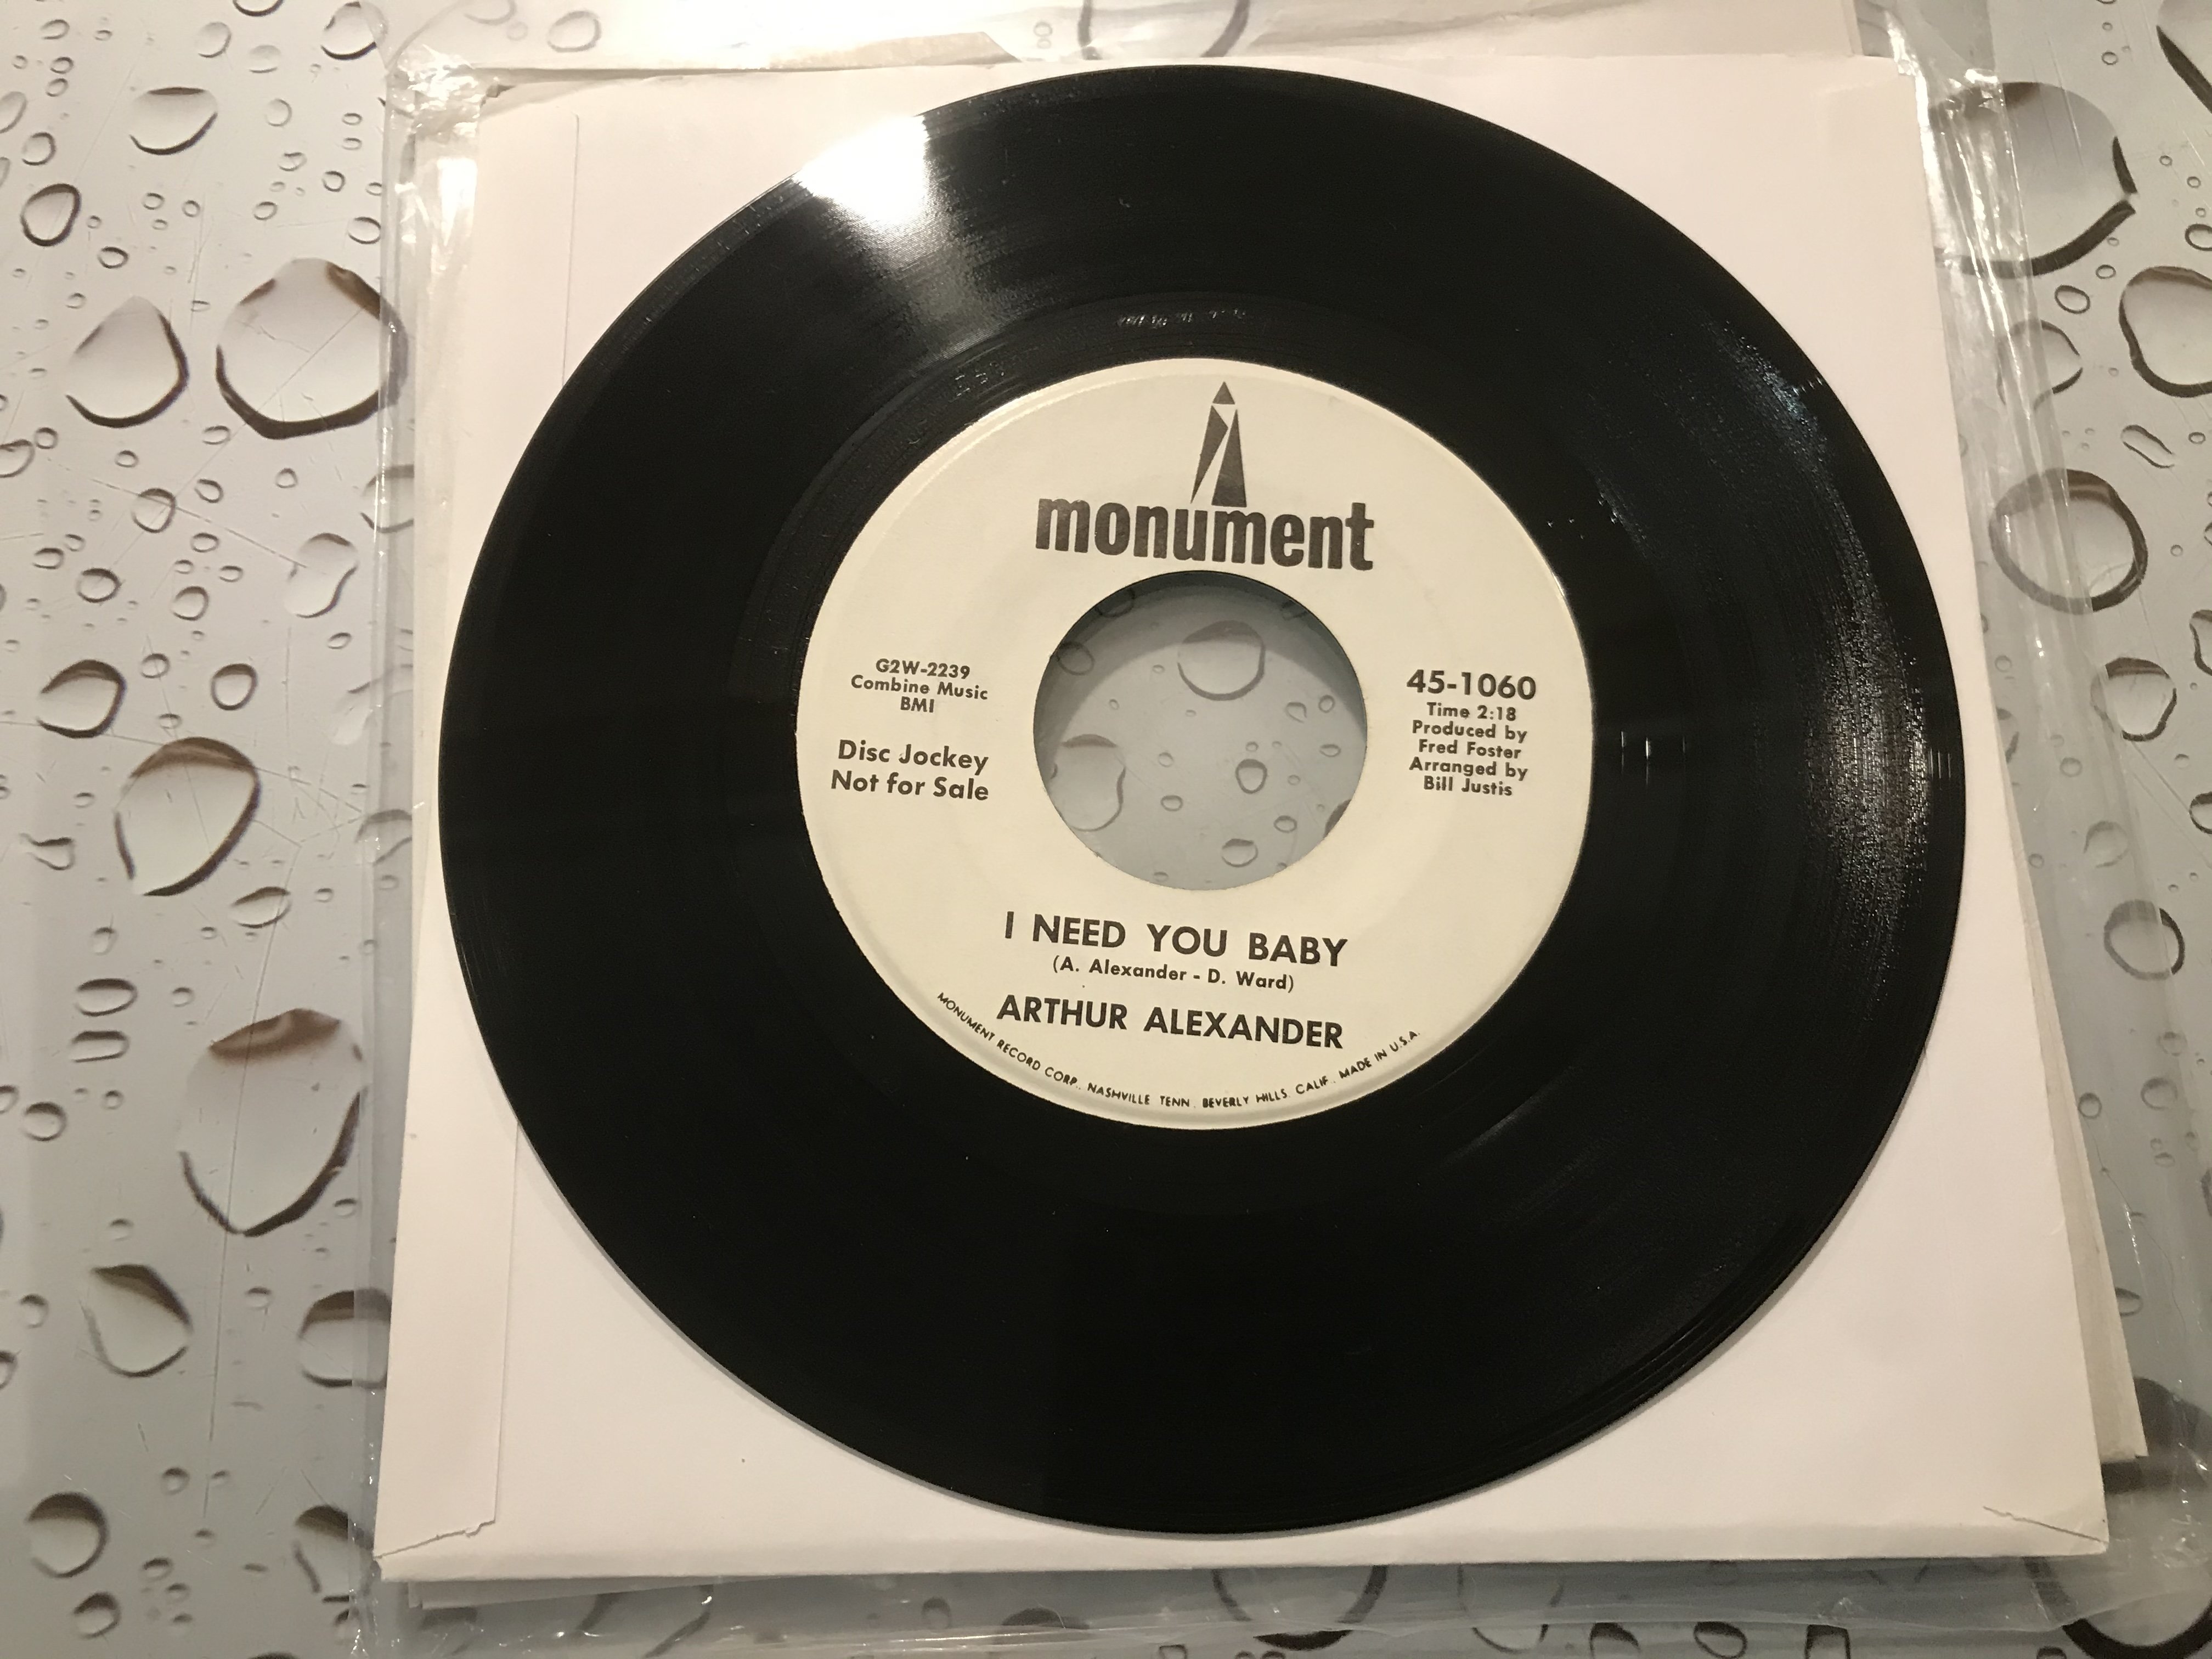 monument
G2W-2239
Combine Music
BMI
Disc Jockey
Not for Sale
45-1060
Time 2:18
Produced by
Fred Foster
Arranged by
Bill Justis
I NEED YOU BABY
(A. Alexander - D. Ward)
ARTHUR ALEXANDER
MONUMENT RECORD CORP., NASHVILLE TENN. BEVERLY HILLS. CALIF. MADE IN U.S.A.